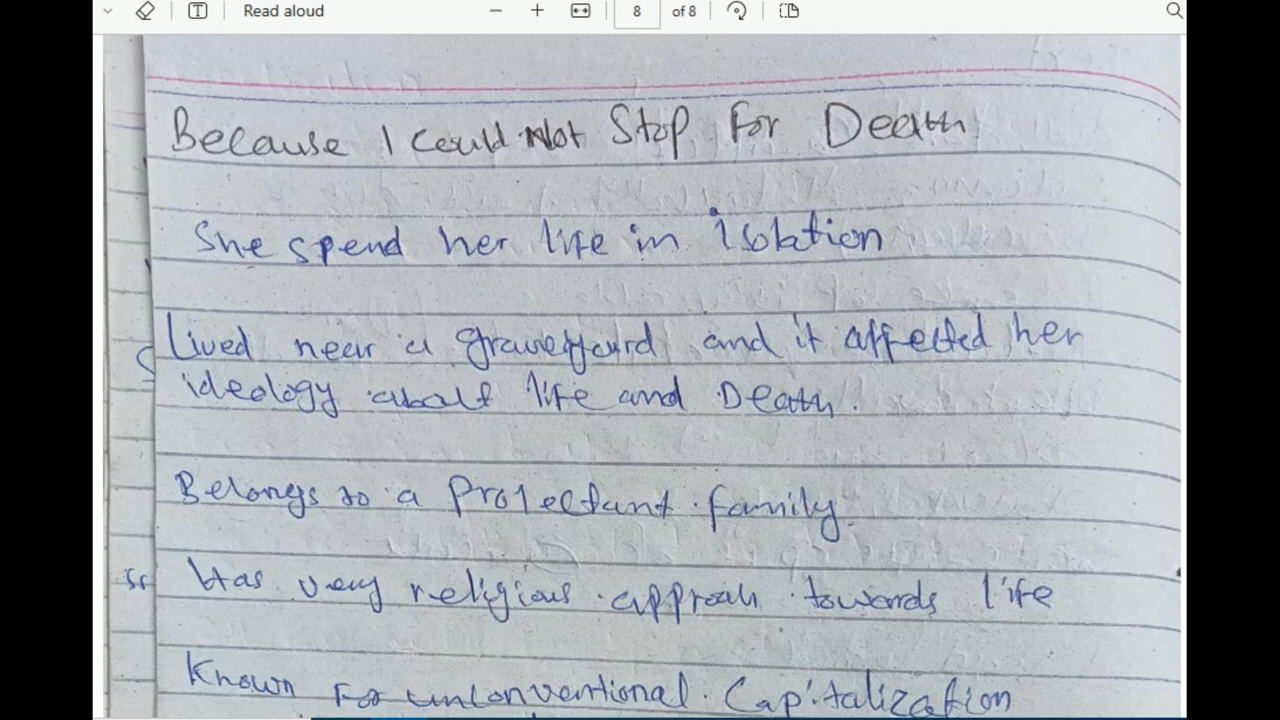 Read aloud
8 of 8
Because I Could Not Stop For Death
She spend her life in isolation
Lived near a graveyard and it affected her
ideology about life and Death.
Belongs to a Protectant family
Has very religious approah towards life
Known For unconventional Capitalization